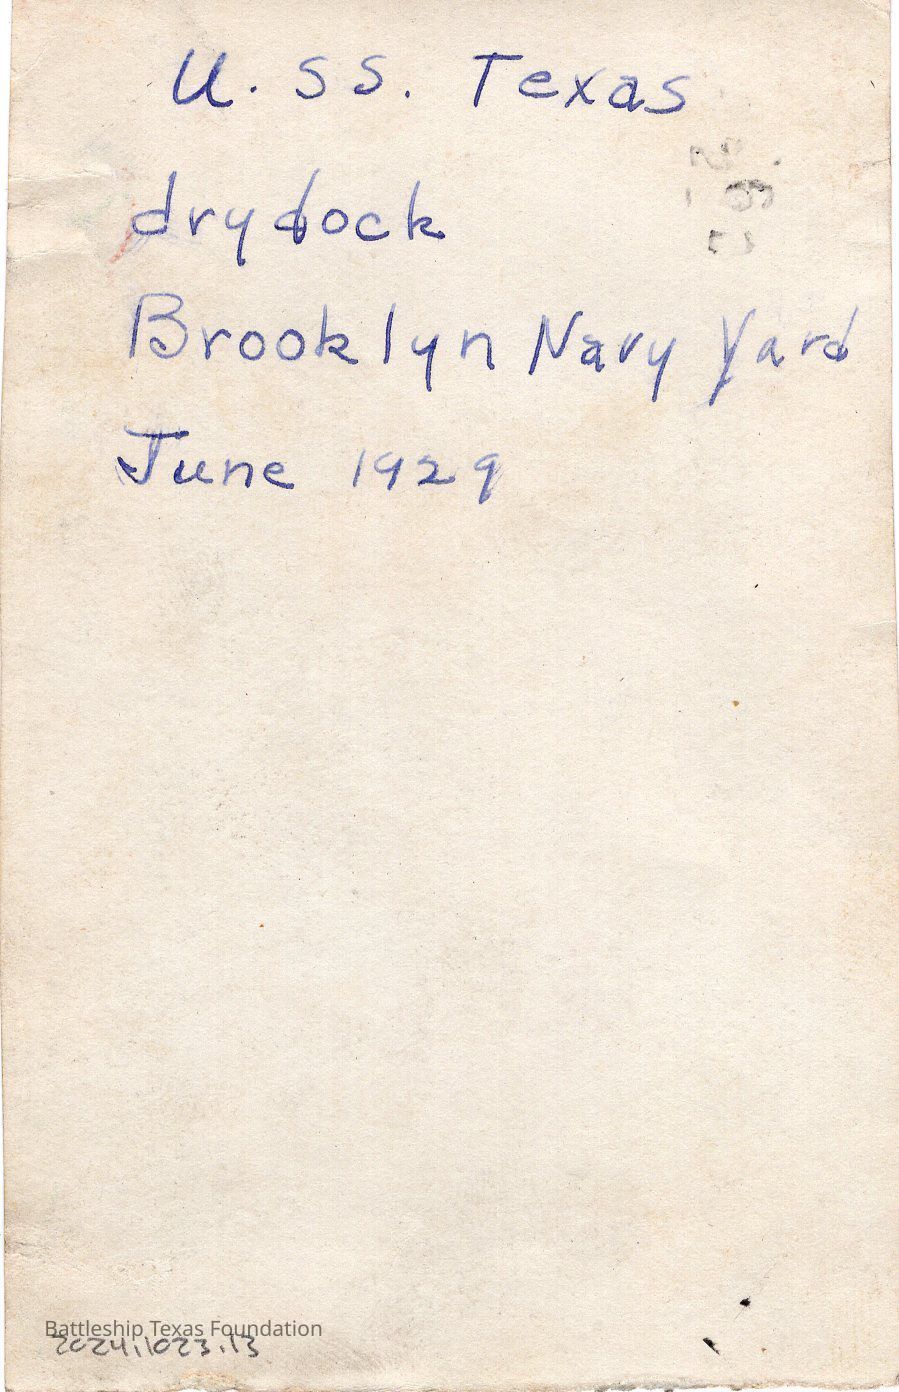 U. SS. Texas
drydock
Brooklyn Navy Yard
June 1929
Battleship Texas Foundation
2024.1023.13